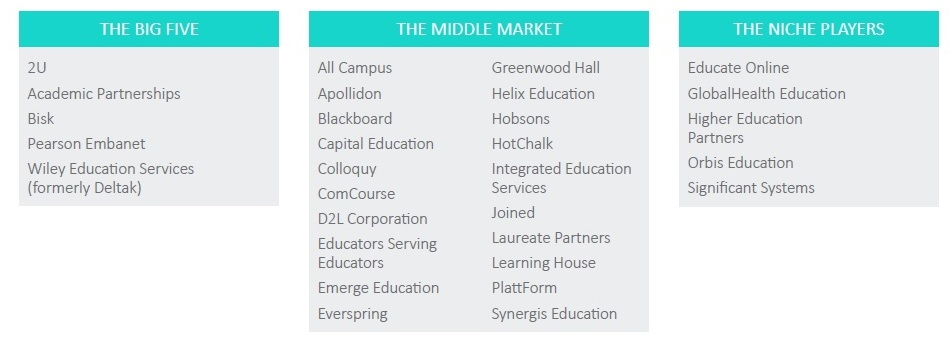 THE BIG FIVE
2U
Academic Partnerships
Bisk
Pearson Embanet
Wiley Education Services
(formerly Deltak)
THE MIDDLE MARKET
All Campus
Apollidon
Blackboard
Capital Education
Colloquy
ComCourse
D2L Corporation
Educators Serving
Educators
Emerge Education
Everspring
Greenwood Hall
Helix Education
Hobsons
HotChalk
Integrated Education
Services
Joined
Laureate Partners
Learning House
PlattForm
Synergis Education
THE NICHE PLAYERS
Educate Online
GlobalHealth Education
Higher Education
Partners
Orbis Education
Significant Systems